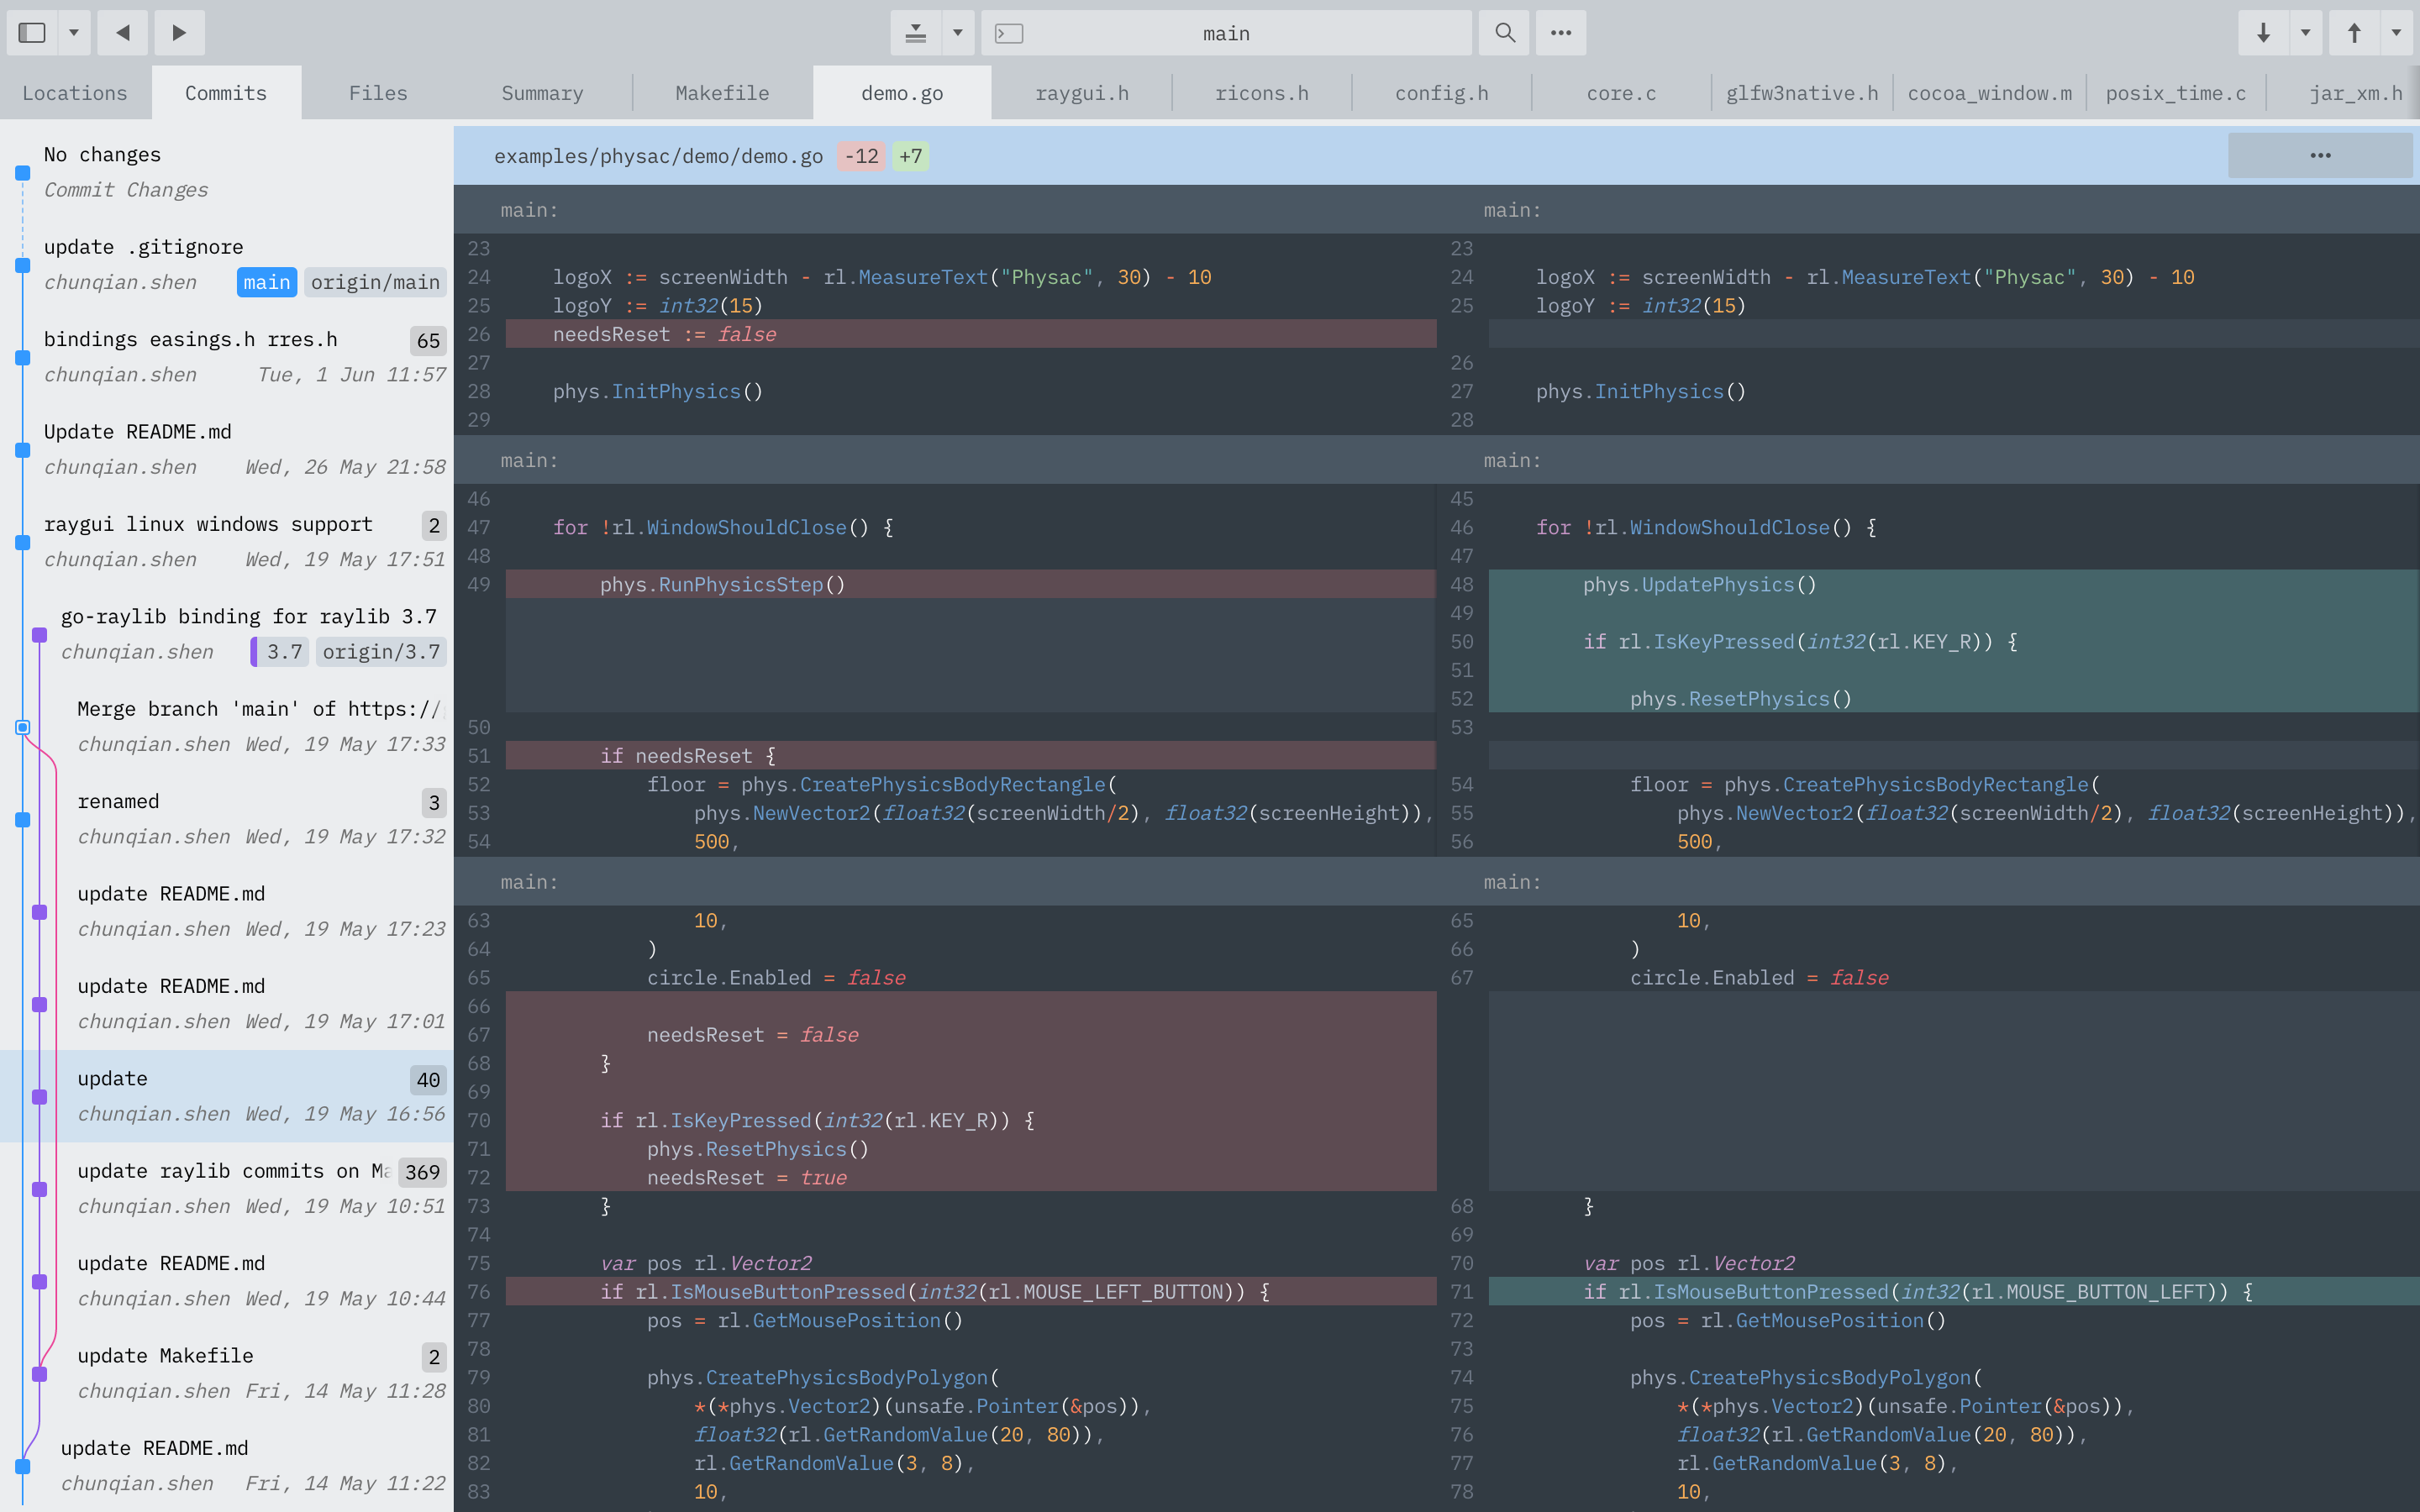 main
Locations Commits Files Summary Makefile demo.go raygui.h ricons.h config.h core.c glfw3native.h cocoa_window.m posix_time.c jar_xm.h
No changes
Commit Changes
update .gitignore
chunqian.shen main origin/main
bindings easings.h rres.h 65
chunqian.shen Tue, 1 Jun 11:57
Update README.md
chunqian.shen Wed, 26 May 21:58
raygui linux windows support 2
chunqian.shen Wed, 19 May 17:51
go-raylib binding for raylib 3.7
chunqian.shen 3.7 origin/3.7
Merge branch 'main' of https://
chunqian.shen Wed, 19 May 17:33
renamed 3
chunqian.shen Wed, 19 May 17:32
update README.md
chunqian.shen Wed, 19 May 17:23
update README.md
chunqian.shen Wed, 19 May 17:01
update 40
chunqian.shen Wed, 19 May 16:56
update raylib commits on Ma 369
chunqian.shen Wed, 19 May 10:51
update README.md
chunqian.shen Wed, 19 May 10:44
update Makefile 2
chunqian.shen Fri, 14 May 11:28
update README.md
chunqian.shen Fri, 14 May 11:22
examples/physac/demo/demo.go -12 +7
main:
23
24 logoX := screenWidth - rl.MeasureText("Physac", 30) - 10
25 logoY := int32(15)
26 needsReset := false
27
28 phys.InitPhysics()
29
main:
46
47 for !rl.WindowShouldClose() {
48
49 phys.RunPhysicsStep()
50
51 if needsReset {
52 floor = phys.CreatePhysicsBodyRectangle(
53 phys.NewVector2(float32(screenWidth/2), float32(screenHeight)),
54 500,
main:
63 10,
64 )
65 circle.Enabled = false
66
67 needsReset = false
68 }
69
70 if rl.IsKeyPressed(int32(rl.KEY_R)) {
71 phys.ResetPhysics()
72 needsReset = true
73 }
74
75 var pos rl.Vector2
76 if rl.IsMouseButtonPressed(int32(rl.MOUSE_LEFT_BUTTON)) {
77 pos = rl.GetMousePosition()
78
79 phys.CreatePhysicsBodyPolygon(
80 *(*phys.Vector2)(unsafe.Pointer(&pos)),
81 float32(rl.GetRandomValue(20, 80)),
82 rl.GetRandomValue(3, 8),
83 10,
main:
23
24 logoX := screenWidth - rl.MeasureText("Physac", 30) - 10
25 logoY := int32(15)
26
27 phys.InitPhysics()
28
main:
45
46 for !rl.WindowShouldClose() {
47
48 phys.UpdatePhysics()
49
50 if rl.IsKeyPressed(int32(rl.KEY_R)) {
51
52 phys.ResetPhysics()
53
54 floor = phys.CreatePhysicsBodyRectangle(
55 phys.NewVector2(float32(screenWidth/2), float32(screenHeight)),
56 500,
main:
65 10,
66 )
67 circle.Enabled = false
68 }
69
70 var pos rl.Vector2
71 if rl.IsMouseButtonPressed(int32(rl.MOUSE_BUTTON_LEFT)) {
72 pos = rl.GetMousePosition()
73
74 phys.CreatePhysicsBodyPolygon(
75 *(*phys.Vector2)(unsafe.Pointer(&pos)),
76 float32(rl.GetRandomValue(20, 80)),
77 rl.GetRandomValue(3, 8),
78 10,